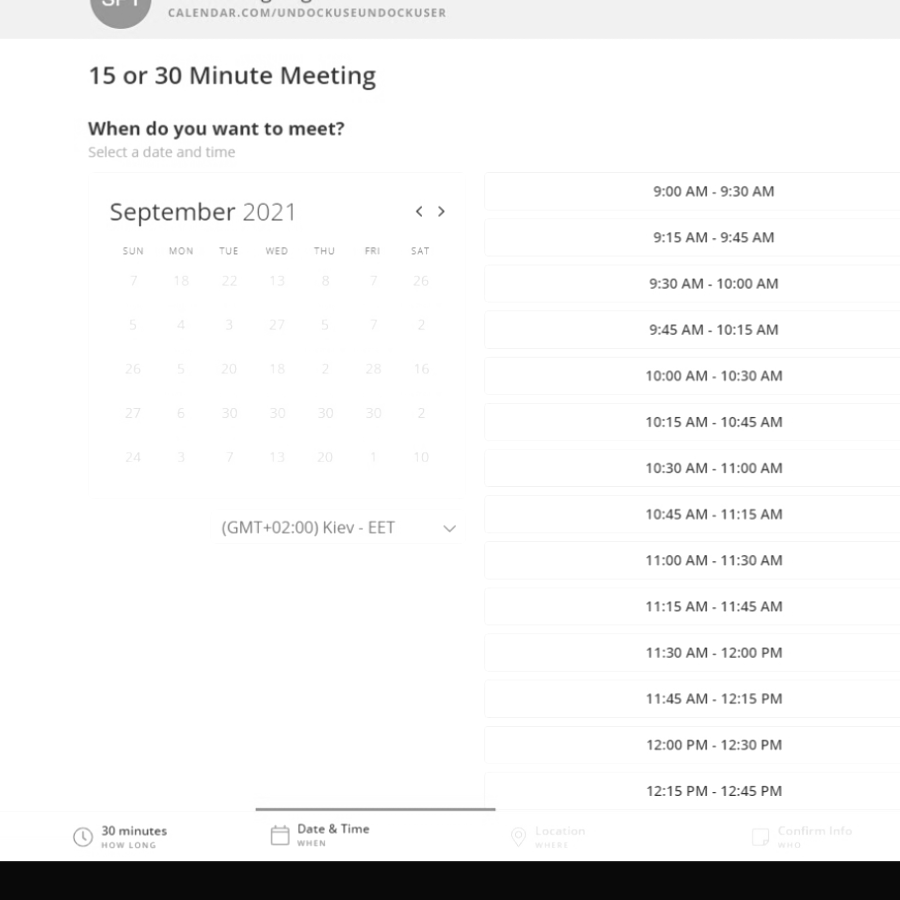 CALENDAR.COM/UNDOCKUSEUNDOCKUSER
15 or 30 Minute Meeting
When do you want to meet?
Select a date and time
September 2021
SUN MON TUE WED THU FRI SAT
7 18 22 13 8 7 26
5 4 3 27 5 7 2
26 5 20 18 2 28 16
27 6 30 30 30 30 2
24 3 7 13 20 1 10
(GMT+02:00) Kiev - EET
9:00 AM - 9:30 AM
9:15 AM - 9:45 AM
9:30 AM - 10:00 AM
9:45 AM - 10:15 AM
10:00 AM - 10:30 AM
10:15 AM - 10:45 AM
10:30 AM - 11:00 AM
10:45 AM - 11:15 AM
11:00 AM - 11:30 AM
11:15 AM - 11:45 AM
11:30 AM - 12:00 PM
11:45 AM - 12:15 PM
12:00 PM - 12:30 PM
12:15 PM - 12:45 PM
30 minutes
HOW LONG
Date & Time
WHEN
Location
WHERE
Confirm Info
WHO